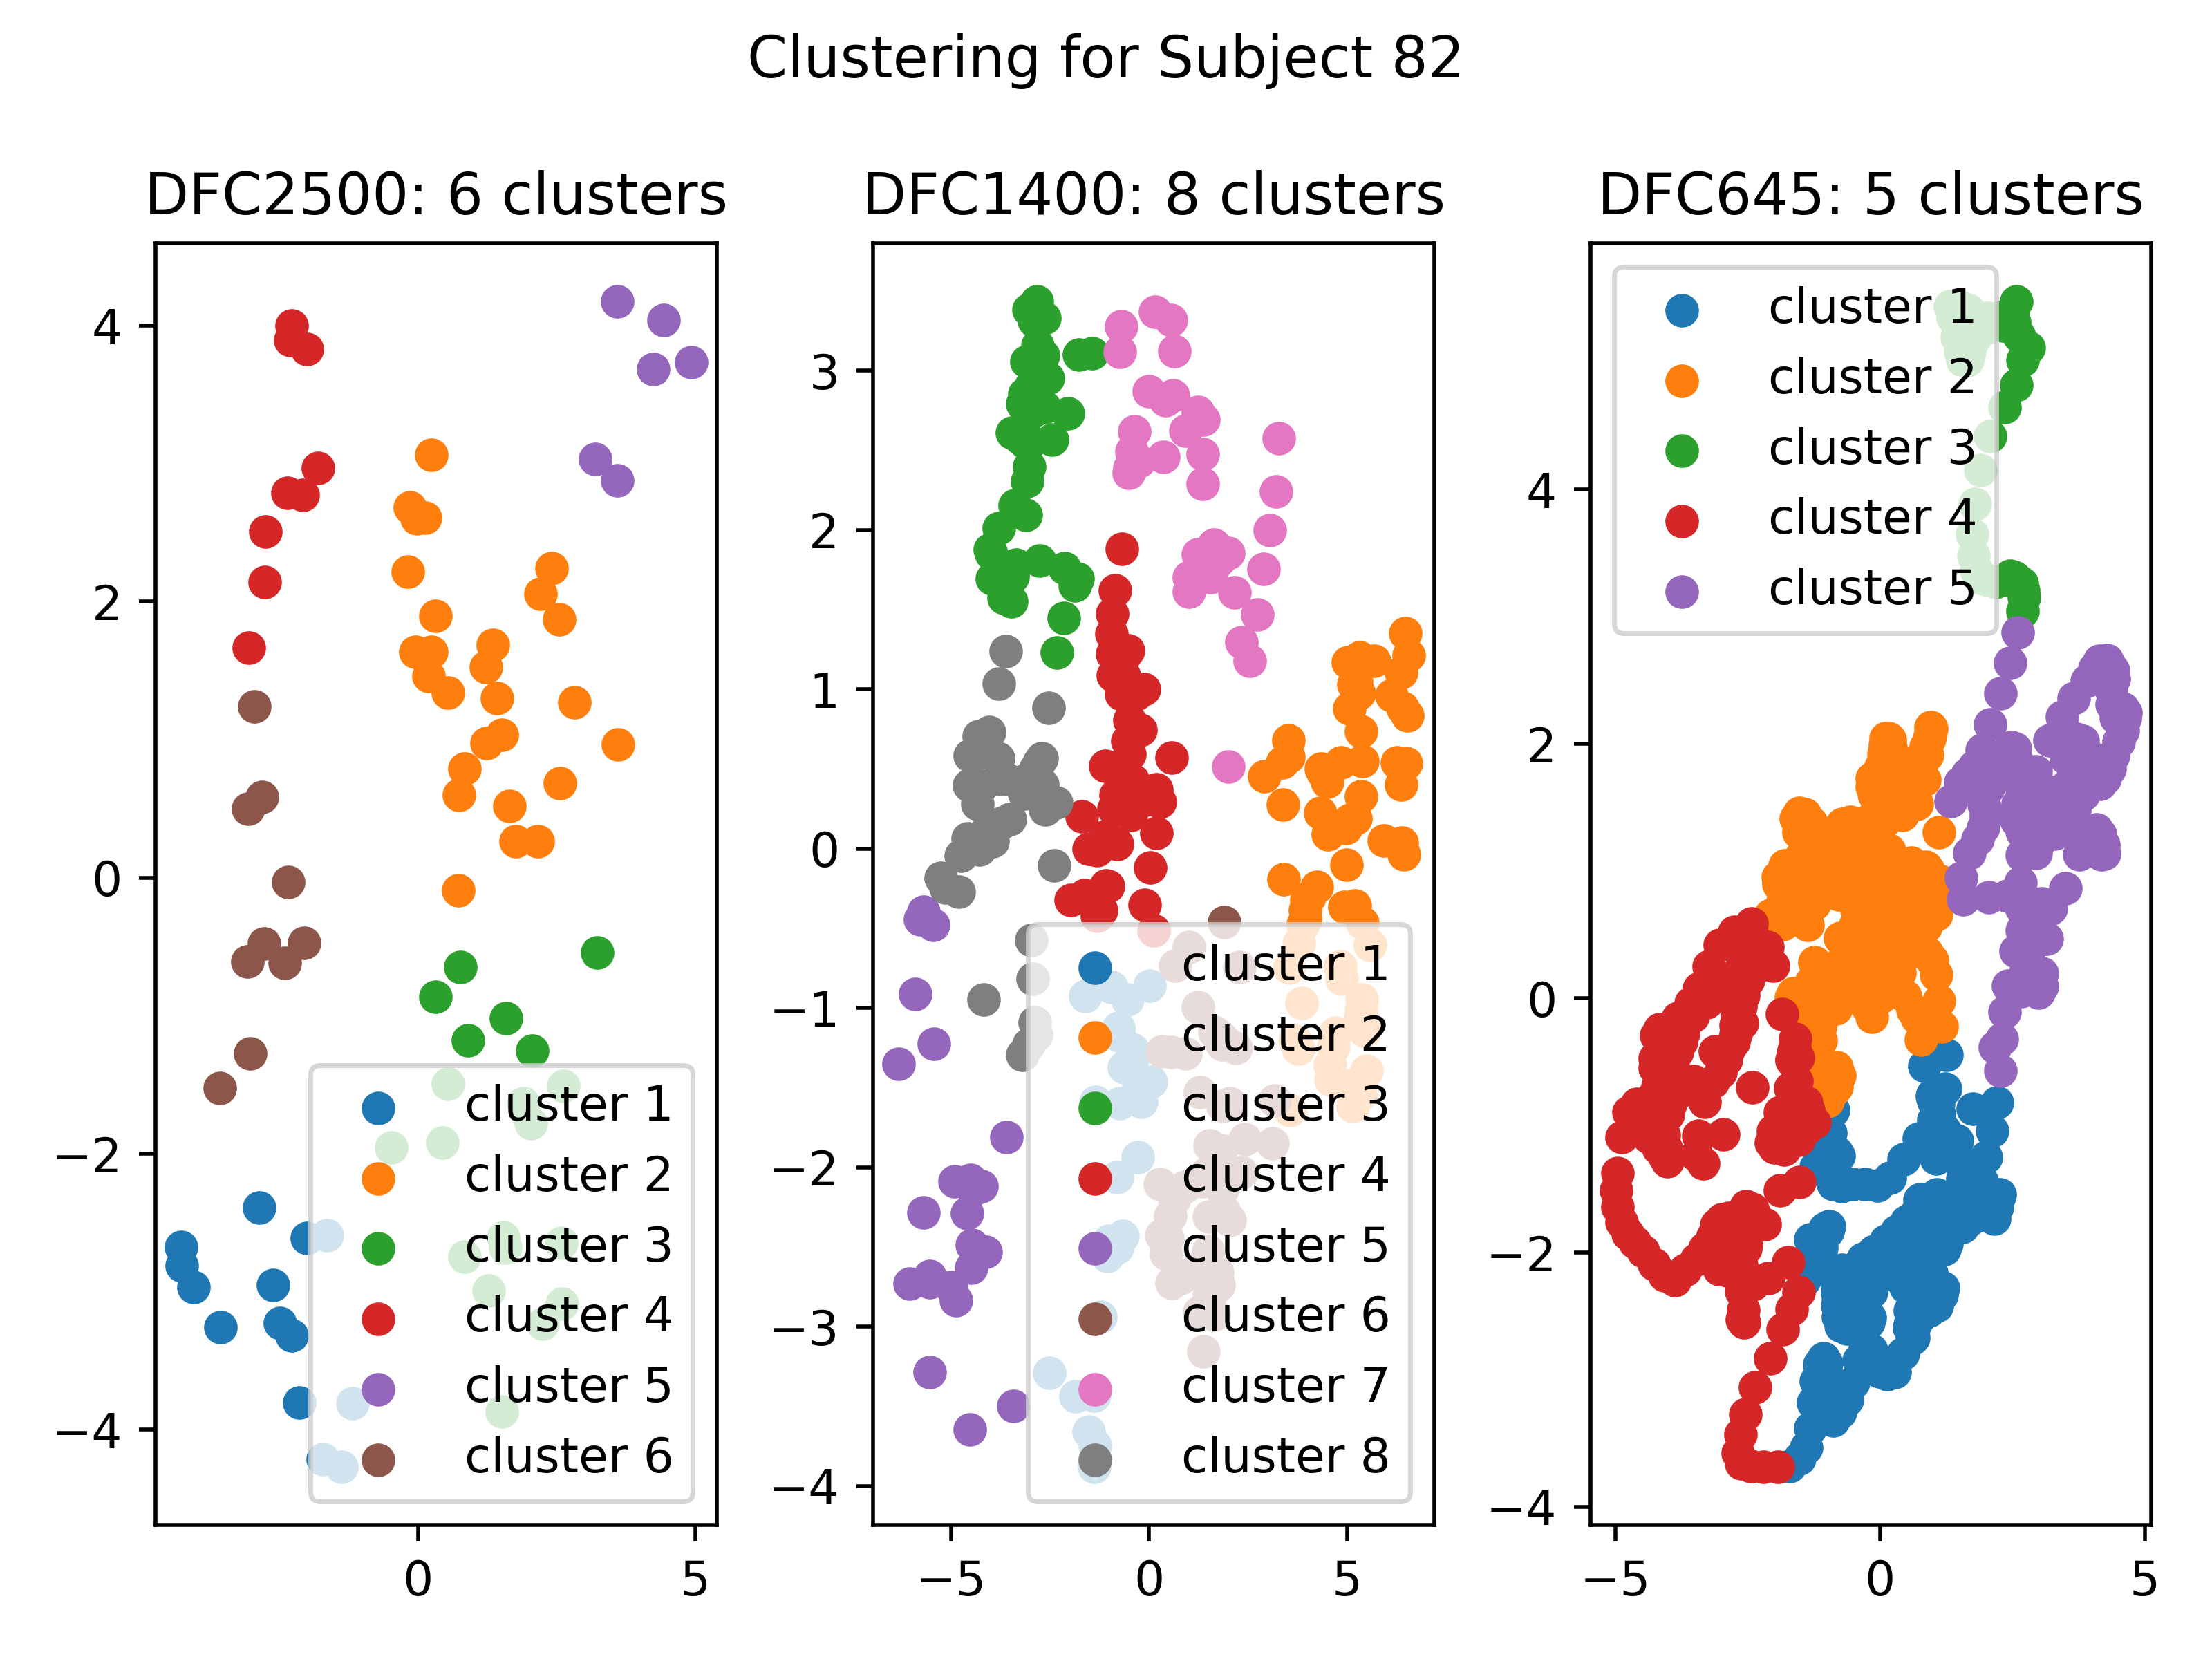 Clustering for Subject 82
DFC2500: 6 clusters
4
2
0
−2
−4
0
5
cluster 1
cluster 2
cluster 3
cluster 4
cluster 5
cluster 6
DFC1400: 8 clusters
3
2
1
0
−1
−2
−3
−4
−5
0
5
cluster 1
cluster 2
cluster 3
cluster 4
cluster 5
cluster 6
cluster 7
cluster 8
DFC645: 5 clusters
4
2
0
−2
−4
−5
0
5
cluster 1
cluster 2
cluster 3
cluster 4
cluster 5